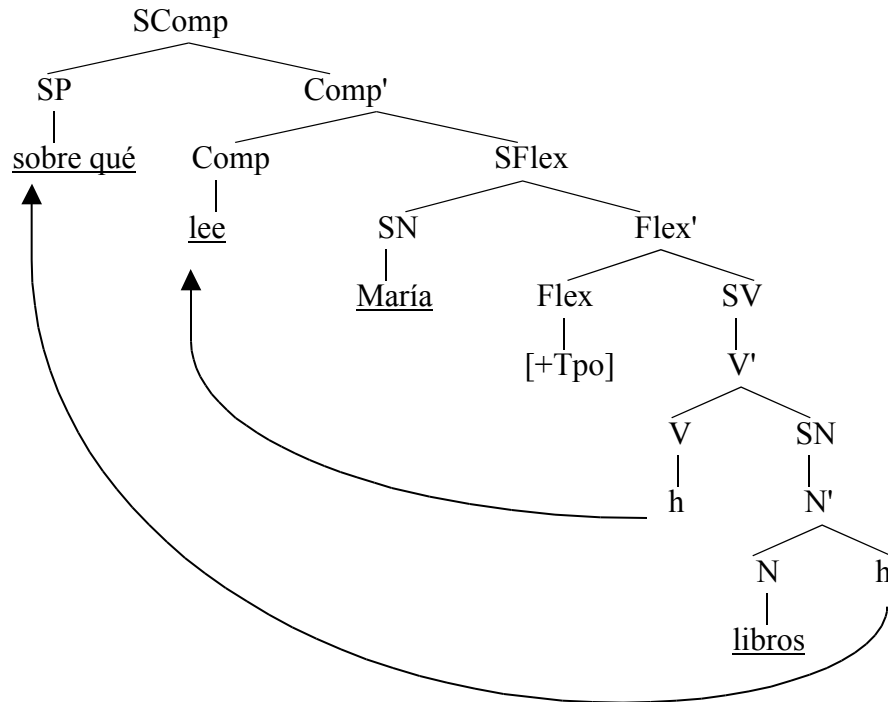 SComp
SP Comp'
sobre qué Comp SFlex
lee SN Flex'
María Flex SV
[+Tpo] V'
V SN
h N'
N h
libros